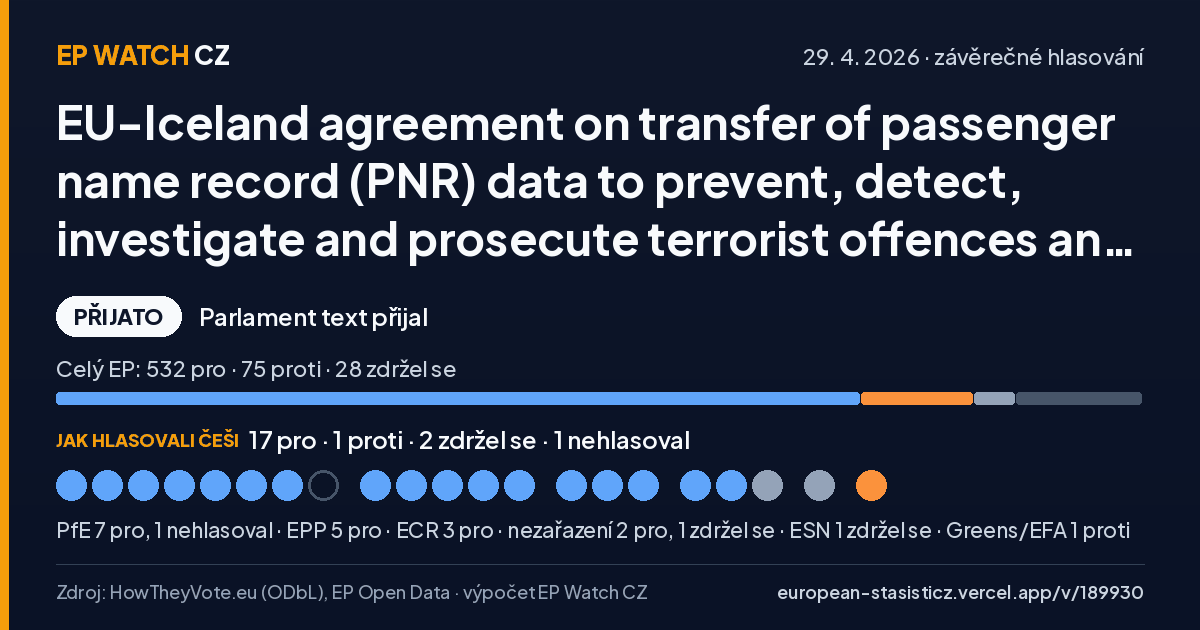 EP WATCH CZ
29. 4. 2026 · závěrečné hlasování
EU–Iceland agreement on transfer of passenger
name record (PNR) data to prevent, detect,
investigate and prosecute terrorist offences an…
PŘIJATO Parlament text přijal
Celý EP: 532 pro · 75 proti · 28 zdržel se
JAK HLASOVALI ČEŠI 17 pro · 1 proti · 2 zdržel se · 1 nehlasoval
PfE 7 pro, 1 nehlasoval · EPP 5 pro · ECR 3 pro · nezařazení 2 pro, 1 zdržel se · ESN 1 zdržel se · Greens/EFA 1 proti
Zdroj: HowTheyVote.eu (ODbL), EP Open Data · výpočet EP Watch CZ
european-stasisticz.vercel.app/v/189930